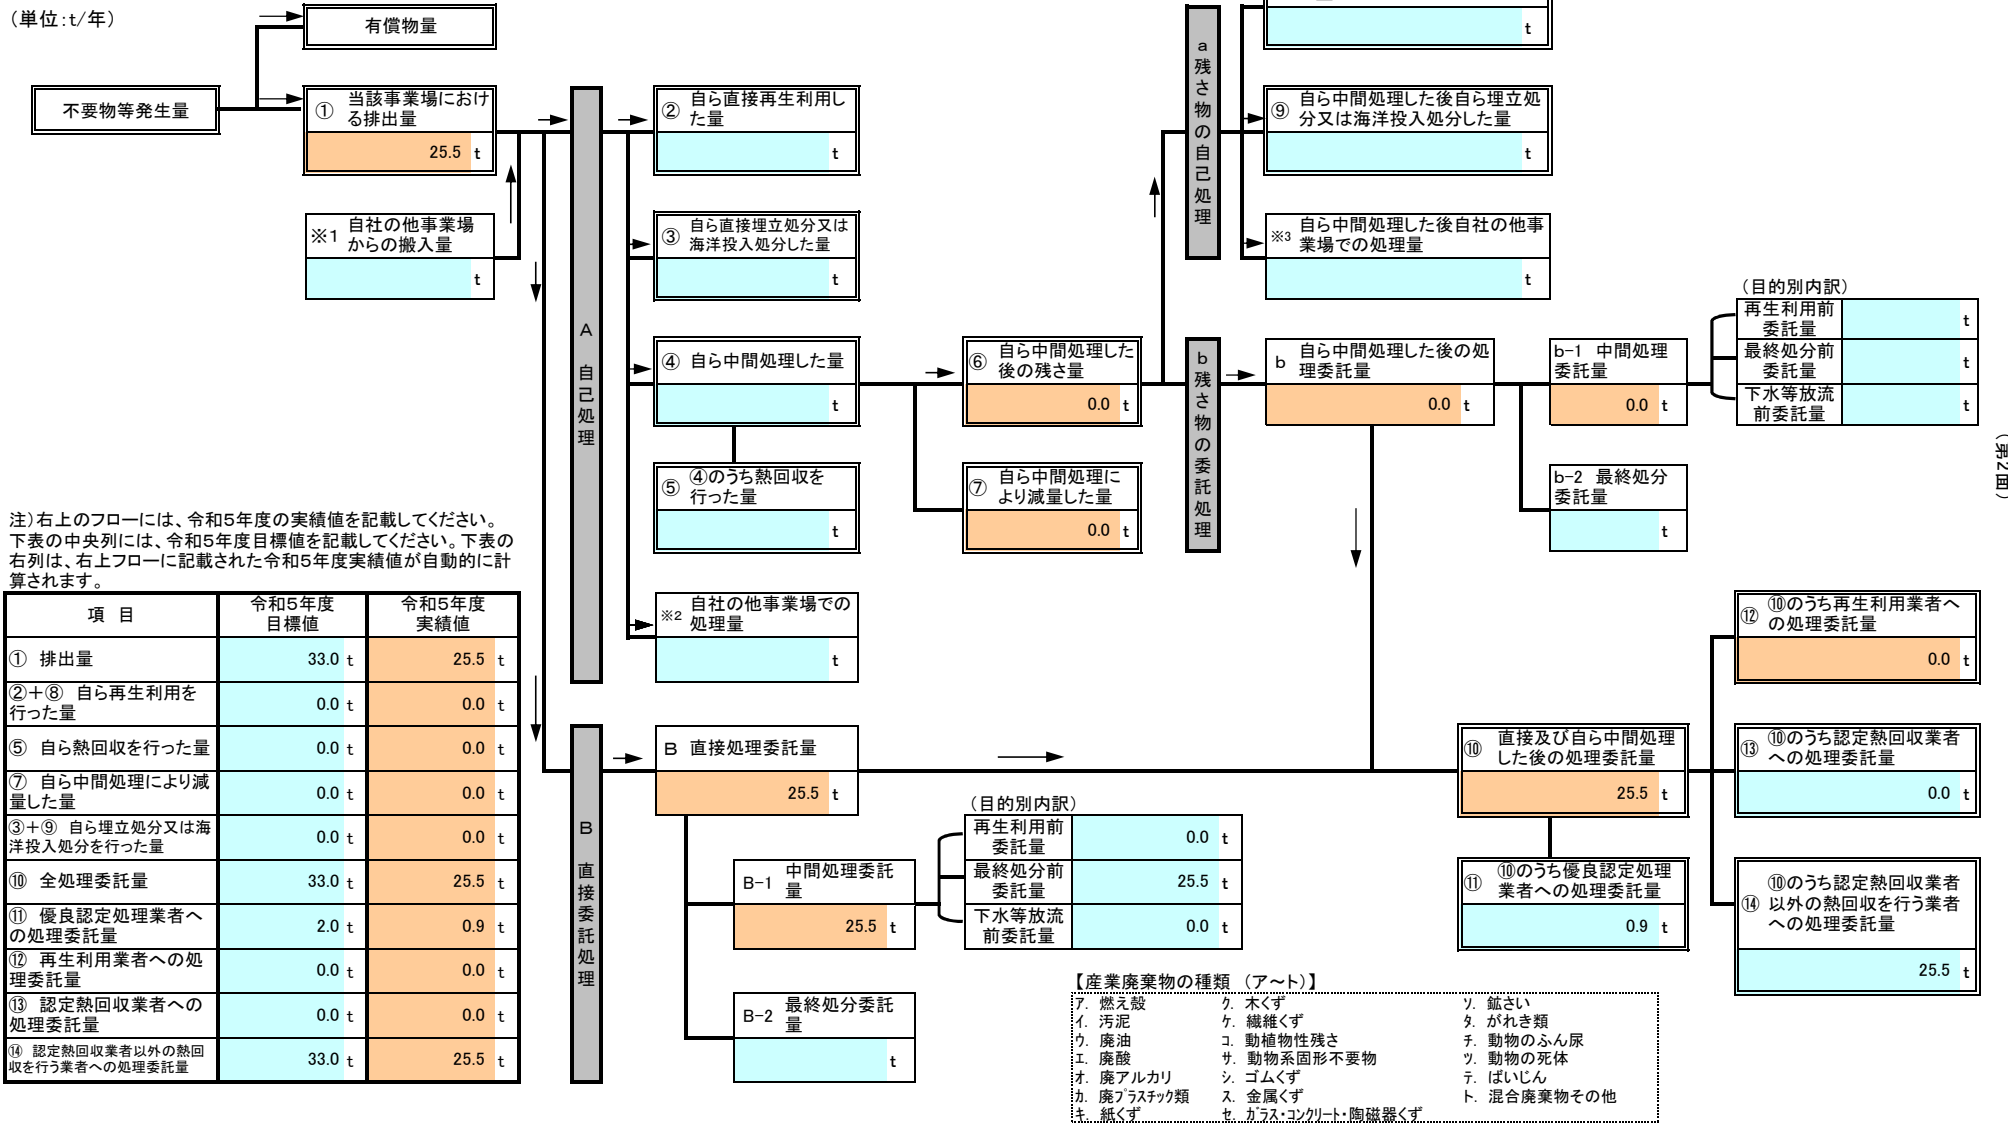 （単位：t/年）
有償物量
不要物等発生量
① 当該事業場におけ
る排出量
25.5 t
※1 自社の他事業場
からの搬入量
t
A 自己処理
② 自ら直接再生利用し
た量
t
③ 自ら直接埋立処分又は
海洋投入処分した量
t
④ 自ら中間処理した量
t
⑤ ④のうち熱回収を
行った量
t
※2 自社の他事業場での
処理量
t
⑥ 自ら中間処理した
後の残さ量
0.0 t
⑦ 自ら中間処理に
より減量した量
0.0 t
a 残さ物の自己処理
t
⑨ 自ら中間処理した後自ら埋立処
分又は海洋投入処分した量
t
※3 自ら中間処理した後自社の他事
業場での処理量
t
b 残さ物の委託処理
b 自ら中間処理した後の処
理委託量
0.0 t
b-1 中間処理
委託量
0.0 t
b-2 最終処分
委託量
t
（目的別内訳）
再生利用前
委託量
t
最終処分前
委託量
t
下水等放流
前委託量
t
（第2面）
注）右上のフローには、令和5年度の実績値を記載してください。
下表の中央列には、令和5年度目標値を記載してください。下表の
右列は、右上フローに記載された令和5年度実績値が自動的に計
算されます。
項 目
令和5年度
目標値
令和5年度
実績値
① 排出量 33.0 t 25.5 t
②＋⑧ 自ら再生利用を
行った量 0.0 t 0.0 t
⑤ 自ら熱回収を行った量 0.0 t 0.0 t
⑦ 自ら中間処理により減
量した量 0.0 t 0.0 t
③＋⑨ 自ら埋立処分又は海
洋投入処分を行った量 0.0 t 0.0 t
⑩ 全処理委託量 33.0 t 25.5 t
⑪ 優良認定処理業者へ
の処理委託量 2.0 t 0.9 t
⑫ 再生利用業者への処
理委託量 0.0 t 0.0 t
⑬ 認定熱回収業者への
処理委託量 0.0 t 0.0 t
⑭ 認定熱回収業者以外の熱回
収を行う業者への処理委託量 33.0 t 25.5 t
B 直接委託処理
B 直接処理委託量
25.5 t
B-1 中間処理委託
量
25.5 t
B-2 最終処分委託
量
t
（目的別内訳）
再生利用前
委託量
0.0 t
最終処分前
委託量
25.5 t
下水等放流
前委託量
0.0 t
⑩ 直接及び自ら中間処理
した後の処理委託量
25.5 t
⑪ ⑩のうち優良認定処理
業者への処理委託量
0.9 t
⑫ ⑩のうち再生利用業者へ
の処理委託量
0.0 t
⑬ ⑩のうち認定熱回収業者
への処理委託量
0.0 t
⑭ ⑩のうち認定熱回収業者
以外の熱回収を行う業者
への処理委託量
25.5 t
【産業廃棄物の種類 （ア～ト）】
ア. 燃え殻 ク. 木くず ソ. 鉱さい
イ. 汚泥 ケ. 繊維くず タ. がれき類
ウ. 廃油 コ. 動植物性残さ チ. 動物のふん尿
エ. 廃酸 サ. 動物系固形不要物 ツ. 動物の死体
オ. 廃アルカリ シ. ゴムくず テ. ばいじん
カ. 廃プラスチック類 ス. 金属くず ト. 混合廃棄物その他
キ. 紙くず セ. ガラス・コンクリート・陶磁器くず